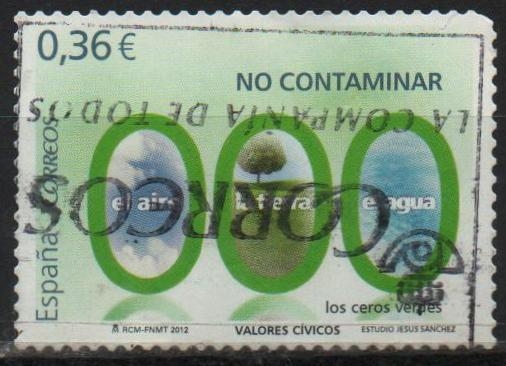 0,36 €
NO CONTAMINAR
LA COMPAÑÍA DE TODOS
España CORREOS
el aire la tierra el agua
CORREOS
los ceros verdes
RCM-FNMT 2012 VALORES CÍVICOS ESTUDIO JESUS SANCHEZ